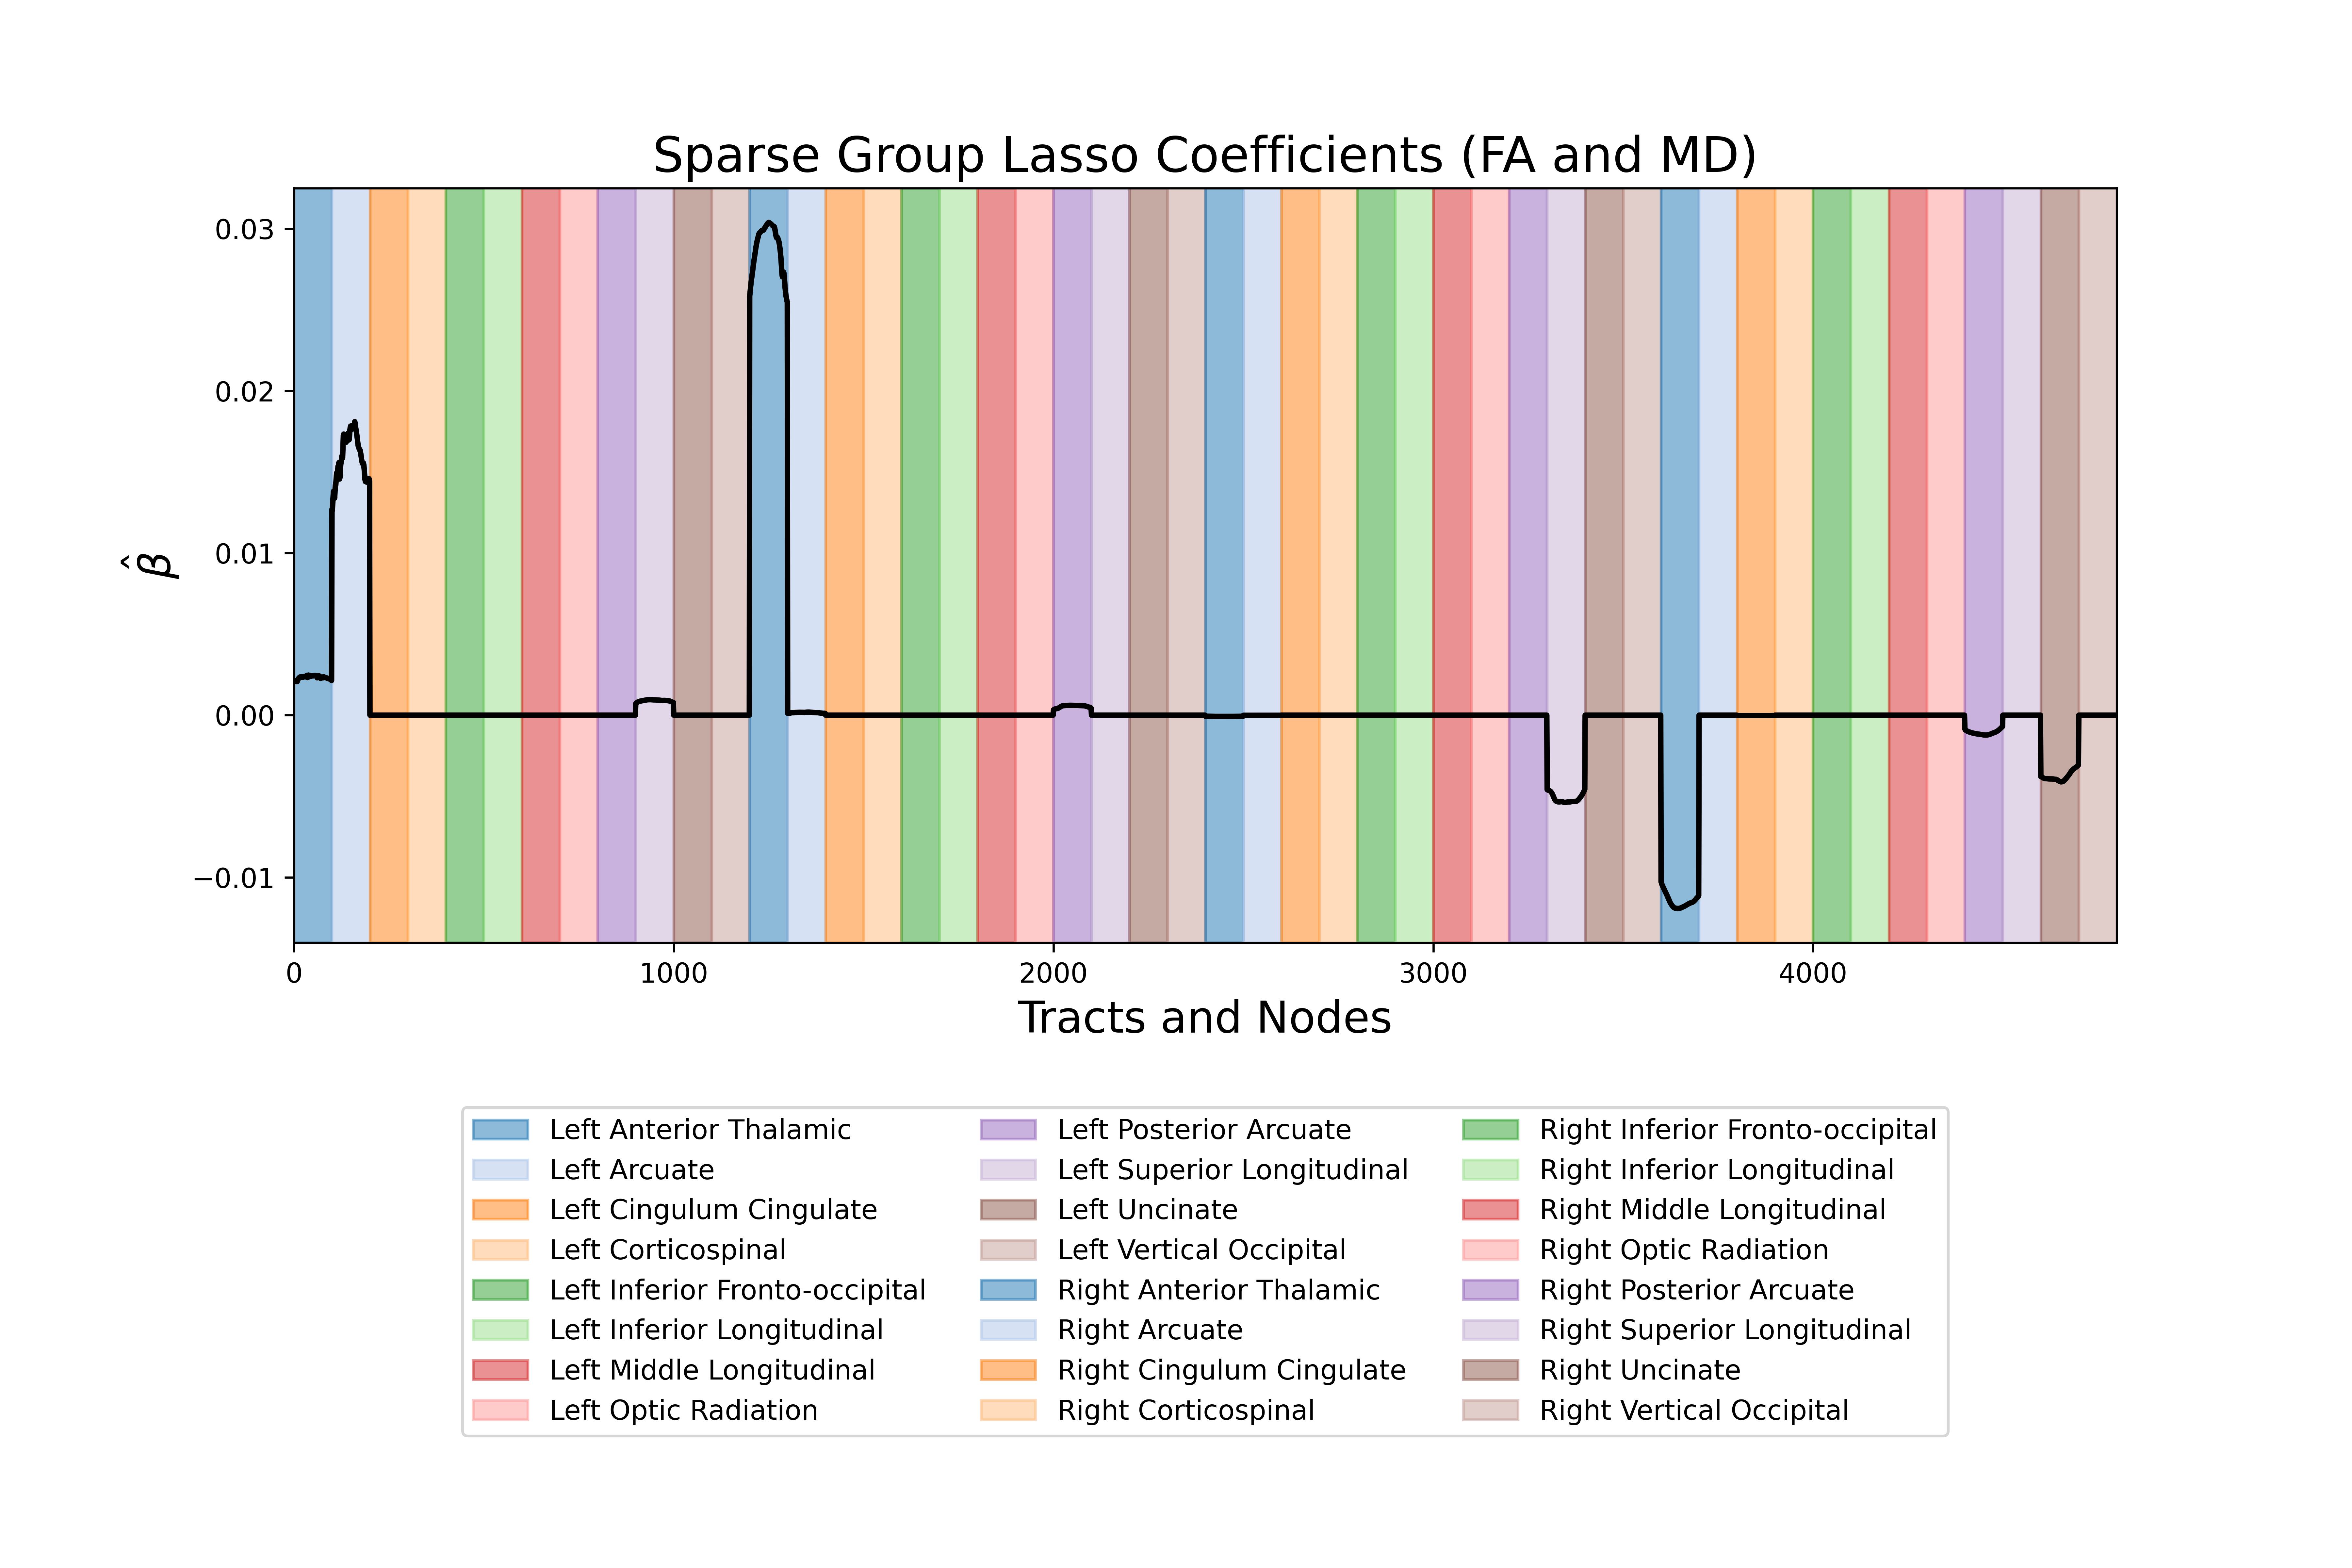 Sparse Group Lasso Coefficients (FA and MD)
0.03
0.02
0.01
0.00
−0.01
β̂
0 1000 2000 3000 4000
Tracts and Nodes
Left Anterior Thalamic
Left Arcuate
Left Cingulum Cingulate
Left Corticospinal
Left Inferior Fronto-occipital
Left Inferior Longitudinal
Left Middle Longitudinal
Left Optic Radiation
Left Posterior Arcuate
Left Superior Longitudinal
Left Uncinate
Left Vertical Occipital
Right Anterior Thalamic
Right Arcuate
Right Cingulum Cingulate
Right Corticospinal
Right Inferior Fronto-occipital
Right Inferior Longitudinal
Right Middle Longitudinal
Right Optic Radiation
Right Posterior Arcuate
Right Superior Longitudinal
Right Uncinate
Right Vertical Occipital